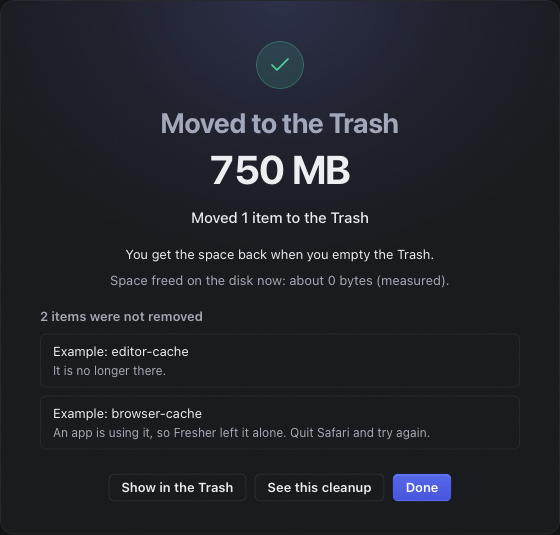 Moved to the Trash
750 MB
Moved 1 item to the Trash
You get the space back when you empty the Trash.
Space freed on the disk now: about 0 bytes (measured).
2 items were not removed
Example: editor-cache
It is no longer there.
Example: browser-cache
An app is using it, so Fresher left it alone. Quit Safari and try again.
Show in the Trash
See this cleanup
Done